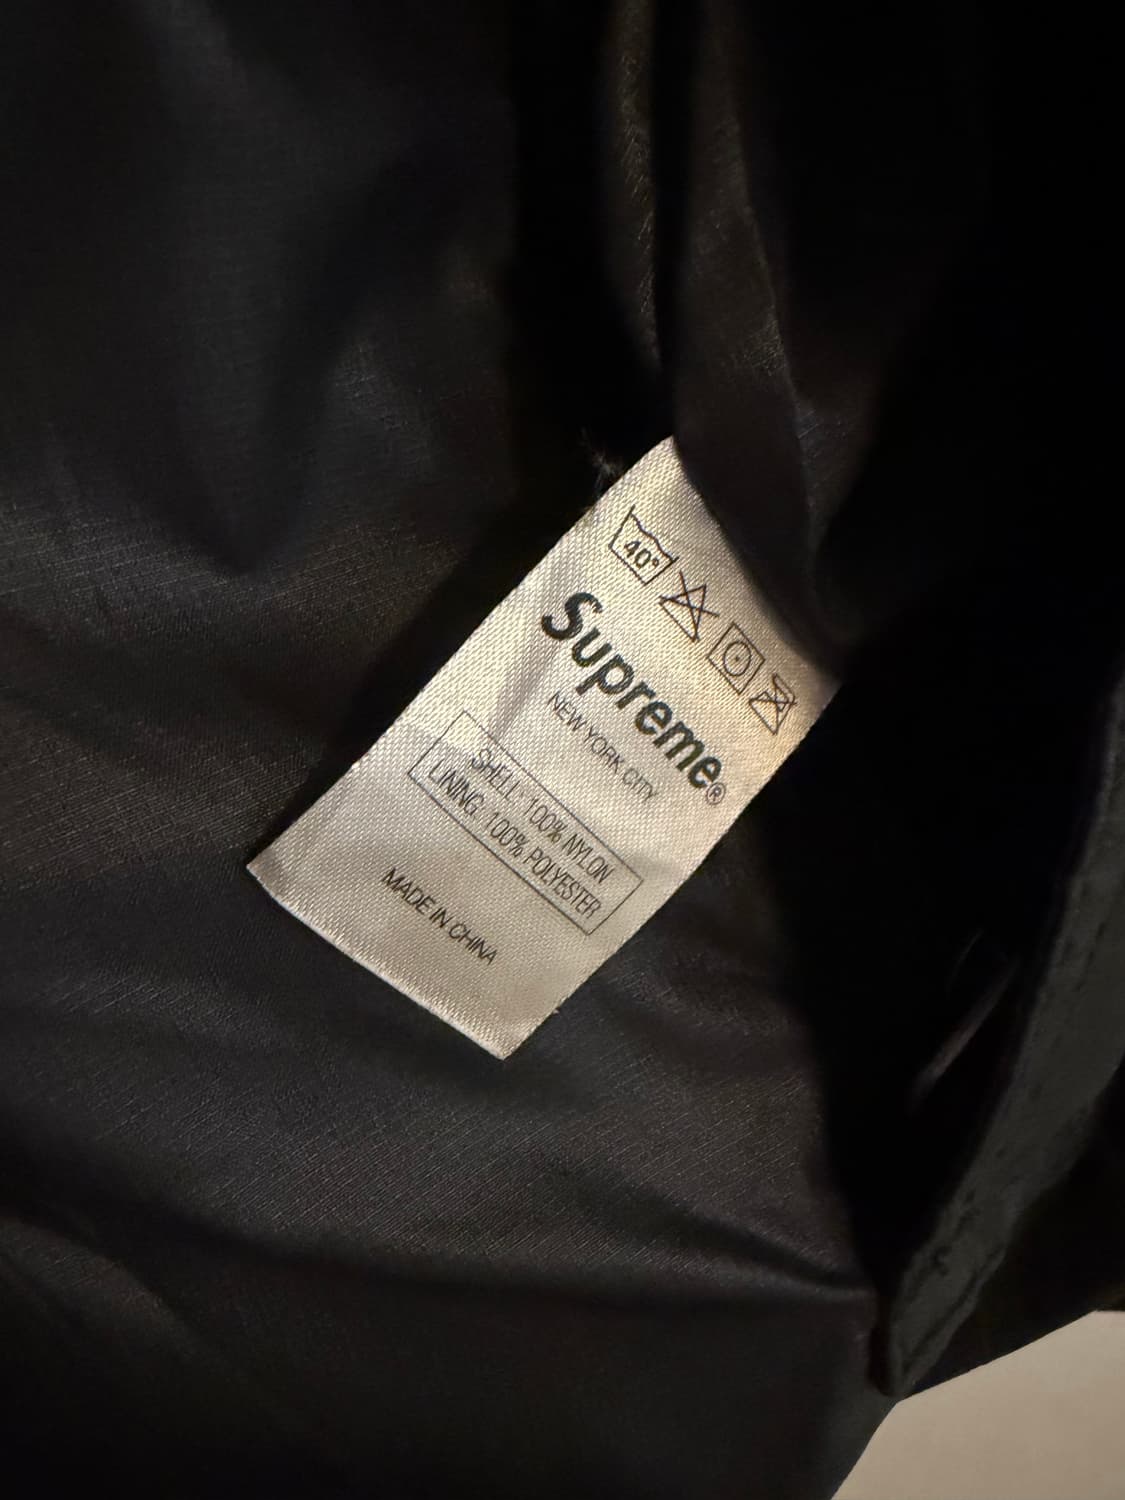 40°
Supreme®
NEW YORK CITY
SHELL: 100% NYLON
LINING: 100% POLYESTER
MADE IN CHINA